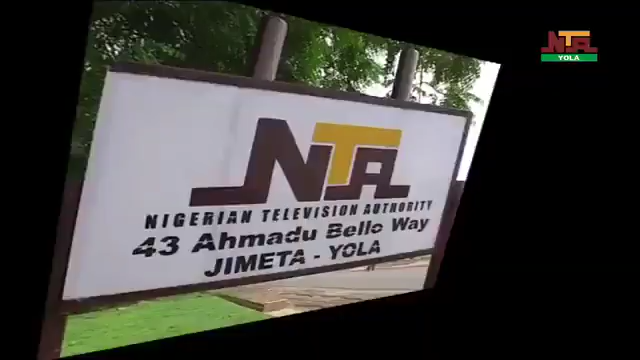 NTA
YOLA
NTA
NIGERIAN TELEVISION AUTHORITY
43 Ahmadu Bello Way
JIMETA - YOLA